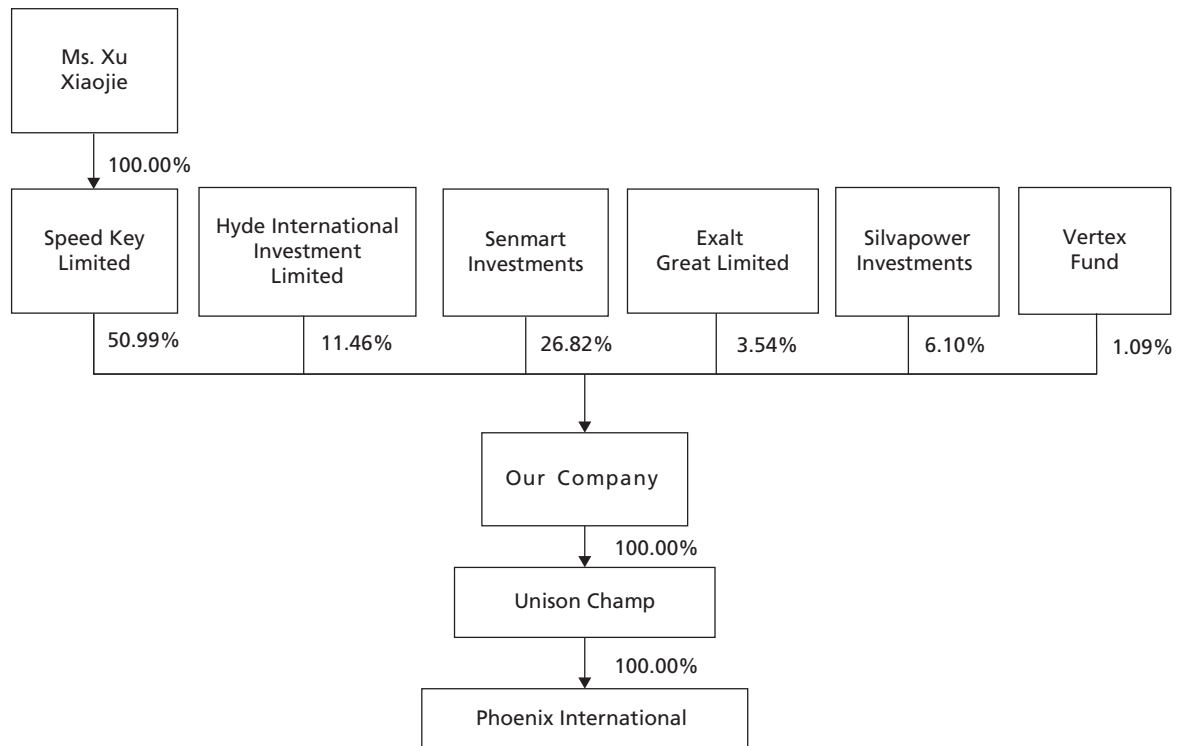 Ms. Xu
Xiaojie
100.00%
Speed Key
Limited
Hyde International
Investment
Limited
Senmart
Investments
Exalt
Great Limited
Silvapower
Investments
Vertex
Fund
50.99%
11.46%
26.82%
3.54%
6.10%
1.09%
Our Company
100.00%
Unison Champ
100.00%
Phoenix International